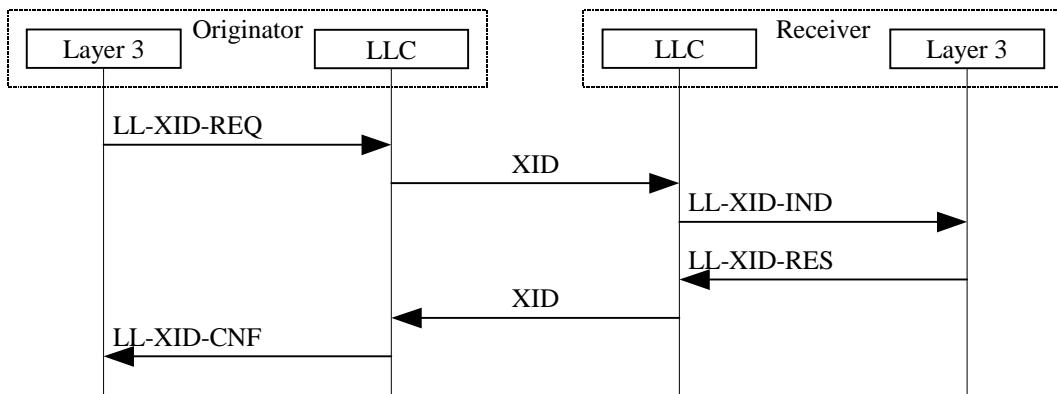 Originator
Receiver
Layer 3
LLC
LLC
Layer 3
LL-XID-REQ
XID
LL-XID-IND
LL-XID-RES
XID
LL-XID-CNF